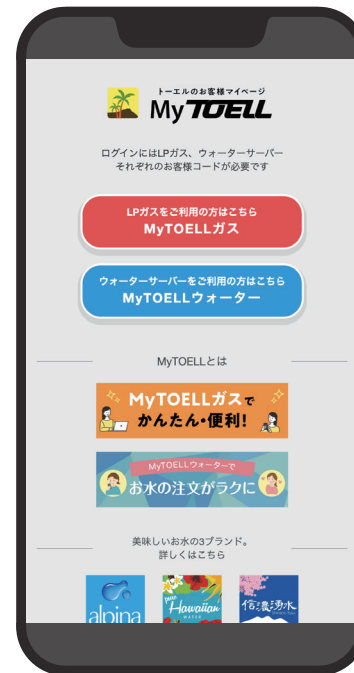 トーエルのお客様マイページ
My TOELL
ログインにはLPガス、ウォーターサーバー
それぞれのお客様コードが必要です
LPガスをご利用の方はこちら
MyTOELLガス
ウォーターサーバーをご利用の方はこちら
MyTOELLウォーター
MyTOELLとは
MyTOELLガスで
かんたん・便利!
MyTOELLウォーターで
お水の注文がラクに
美味しいお水の3ブランド。
詳しくはこちら
alpina
Pure
Hawaiian
WATER
信濃湧水